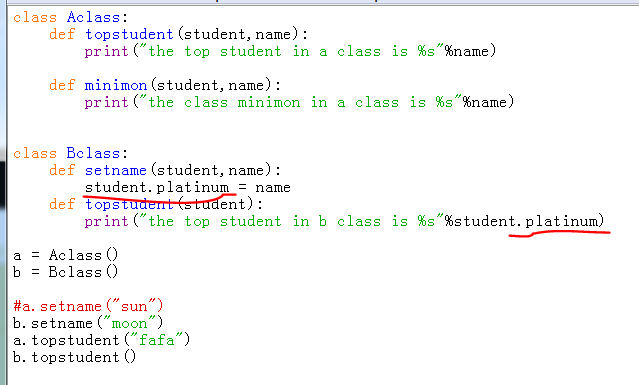 class Aclass:
    def topstudent(student,name):
        print("the top student in a class is %s"%name)
    def minimon(student,name):
        print("the class minimon in a class is %s"%name)
class Bclass:
    def setname(student,name):
        student.platinum = name
    def topstudent(student):
        print("the top student in b class is %s"%student.platinum)
a = Aclass()
b = Bclass()
#a.setname("sun")
b.setname("moon")
a.topstudent("fafa")
b.topstudent()